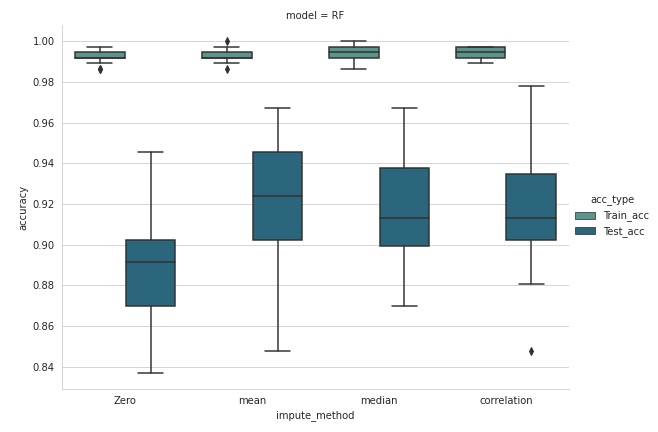 model = RF
1.00
0.98
0.96
0.94
0.92
0.90
0.88
0.86
0.84
accuracy
Zero
mean
median
correlation
impute_method
acc_type
Train_acc
Test_acc